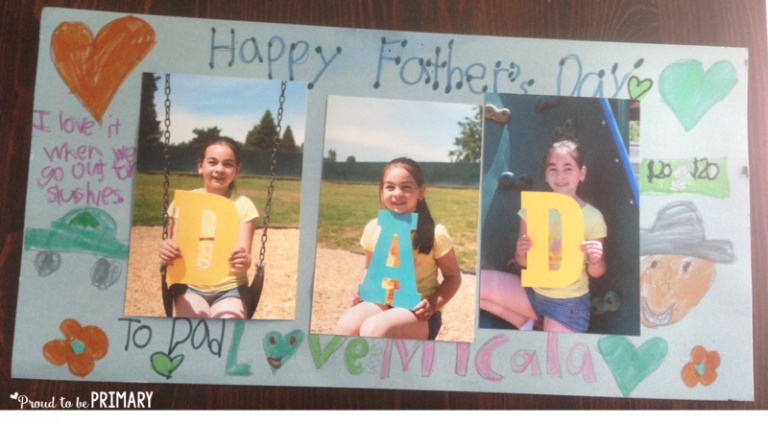 Happy Father's Day
I love it
when we
go out for
slushies
$20 $20
D A D
To Dad Love Micala
Proud to be PRIMARY